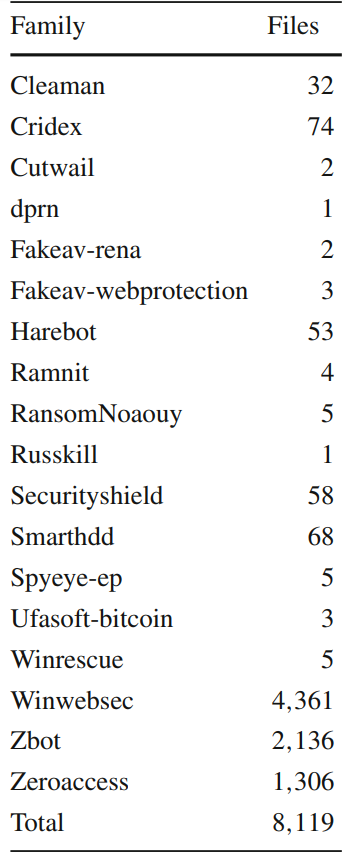 Family Files
Cleaman 32
Cridex 74
Cutwail 2
dprn 1
Fakeav-rena 2
Fakeav-webprotection 3
Harebot 53
Ramnit 4
RansomNoaouy 5
Russkill 1
Securityshield 58
Smarthdd 68
Spyeye-ep 5
Ufasoft-bitcoin 3
Winrescue 5
Winwebsec 4,361
Zbot 2,136
Zeroaccess 1,306
Total 8,119